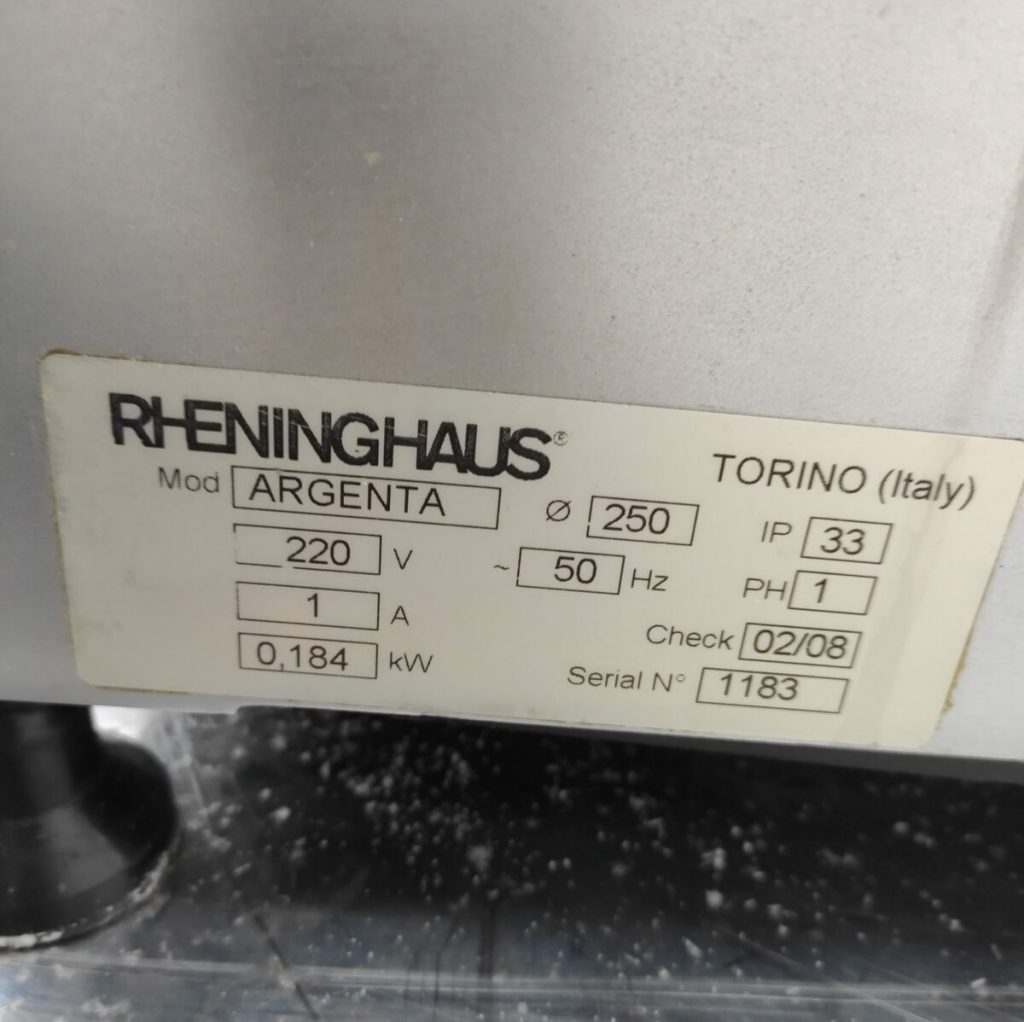 RHENINGHAUS® TORINO (Italy)
Mod ARGENTA Ø 250 IP 33
220 V ~ 50 Hz PH 1
1 A Check 02/08
0,184 kW Serial N° 1183